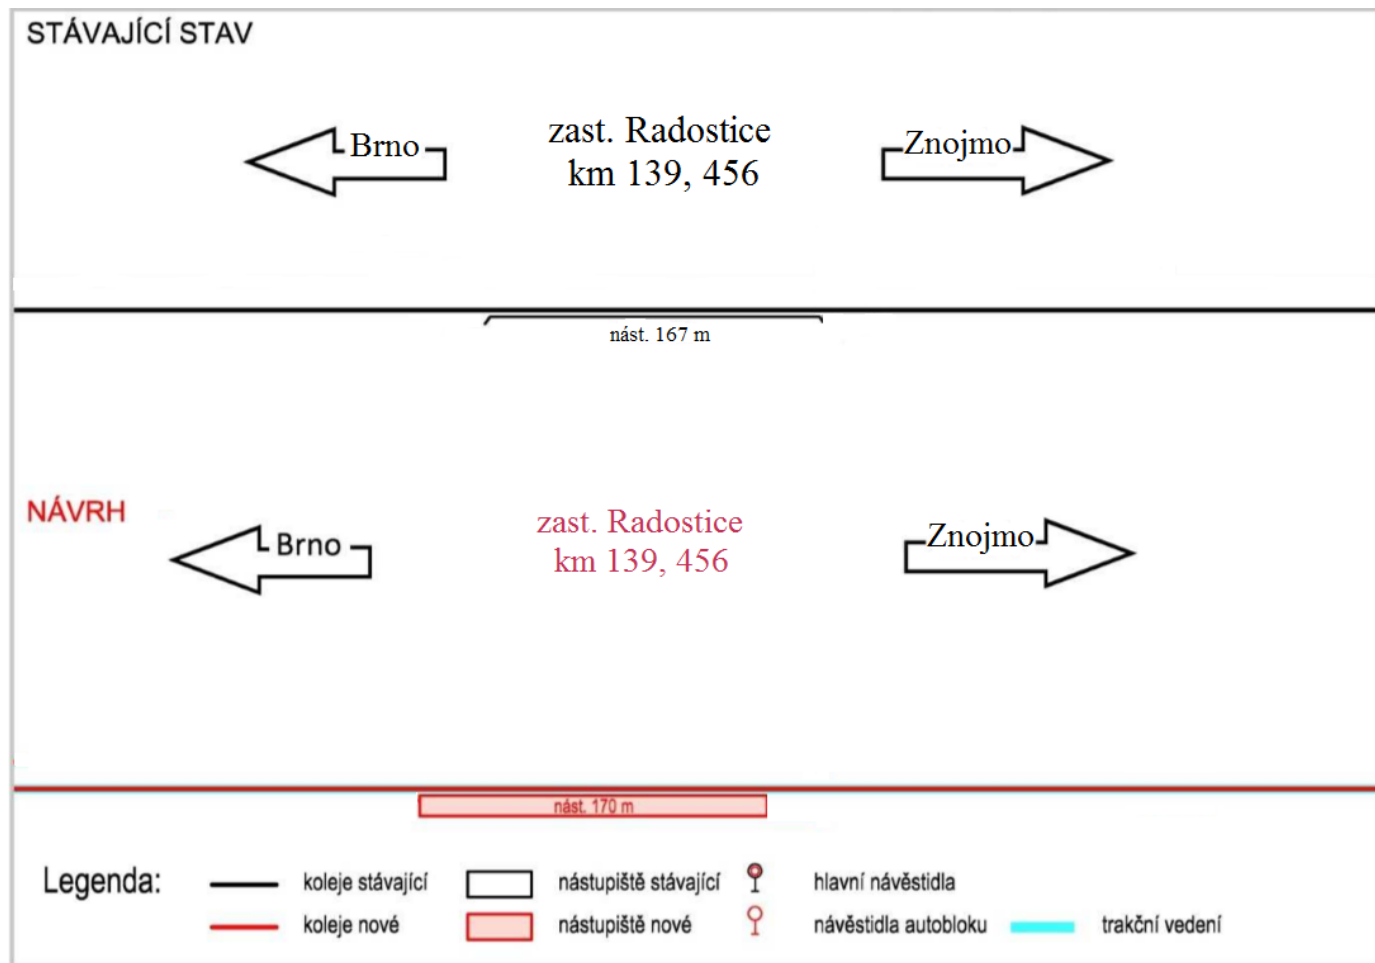 STÁVAJÍCÍ STAV
Brno
zast. Radostice
km 139, 456
Znojmo
nást. 167 m
NÁVRH
Brno
zast. Radostice
km 139, 456
Znojmo
nást. 170 m
Legenda:
koleje stávající
nástupiště stávající
hlavní návěstidla
koleje nové
nástupiště nové
návěstidla autobloku
trakční vedení